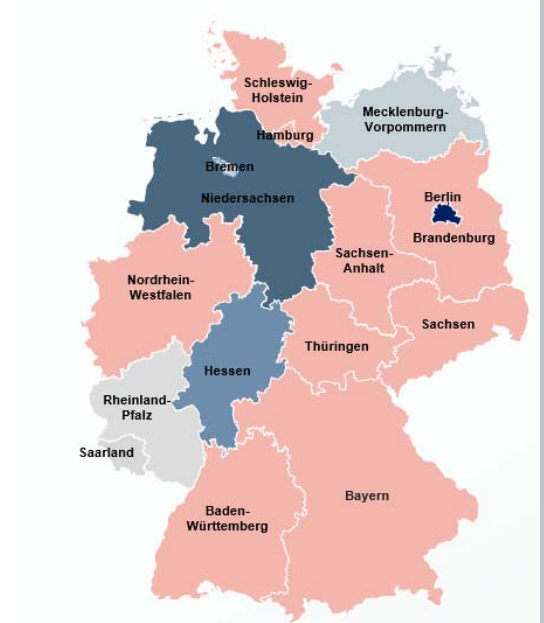 Schleswig-
Holstein
Mecklenburg-
Vorpommern
Hamburg
Bremen
Niedersachsen
Berlin
Brandenburg
Sachsen-
Anhalt
Nordrhein-
Westfalen
Sachsen
Thüringen
Hessen
Rheinland-
Pfalz
Saarland
Bayern
Baden-
Württemberg